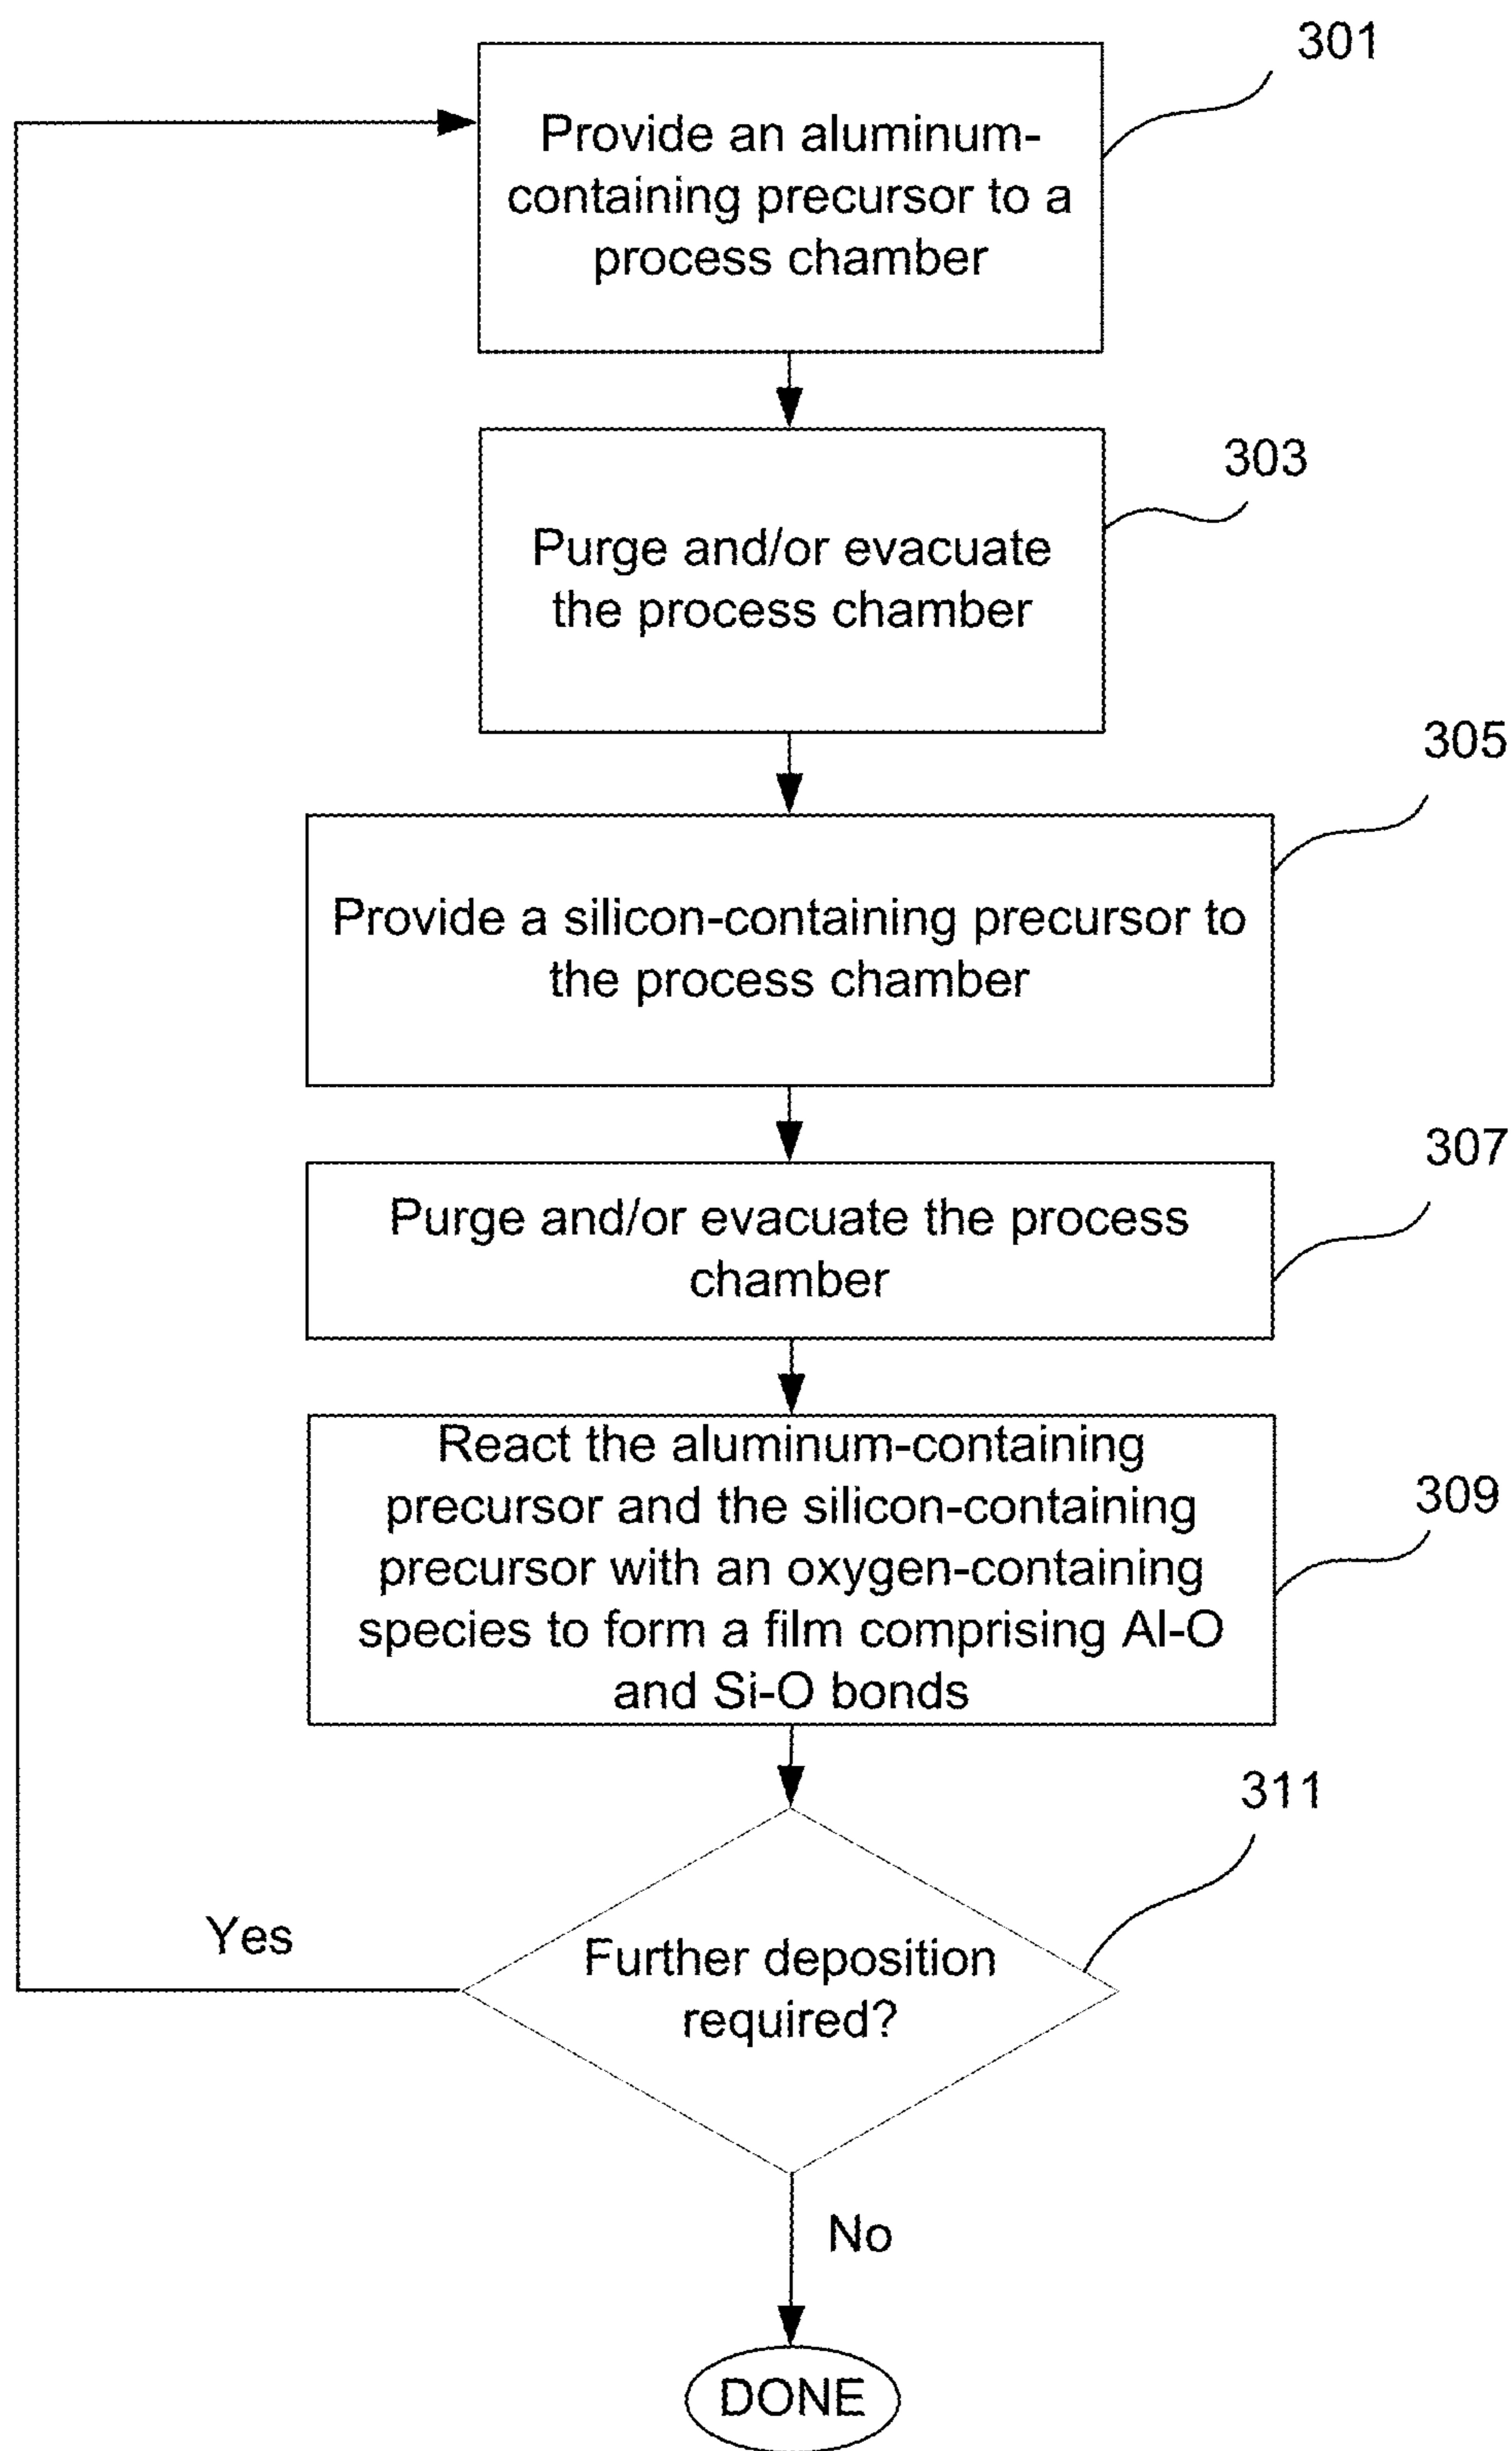 301
Provide an aluminum-
containing precursor to a
process chamber
303
Purge and/or evacuate
the process chamber
305
Provide a silicon-containing precursor to
the process chamber
307
Purge and/or evacuate the process
chamber
React the aluminum-containing
precursor and the silicon-containing
precursor with an oxygen-containing
species to form a film comprising Al-O
and Si-O bonds
309
311
Yes
Further deposition
required?
No
DONE